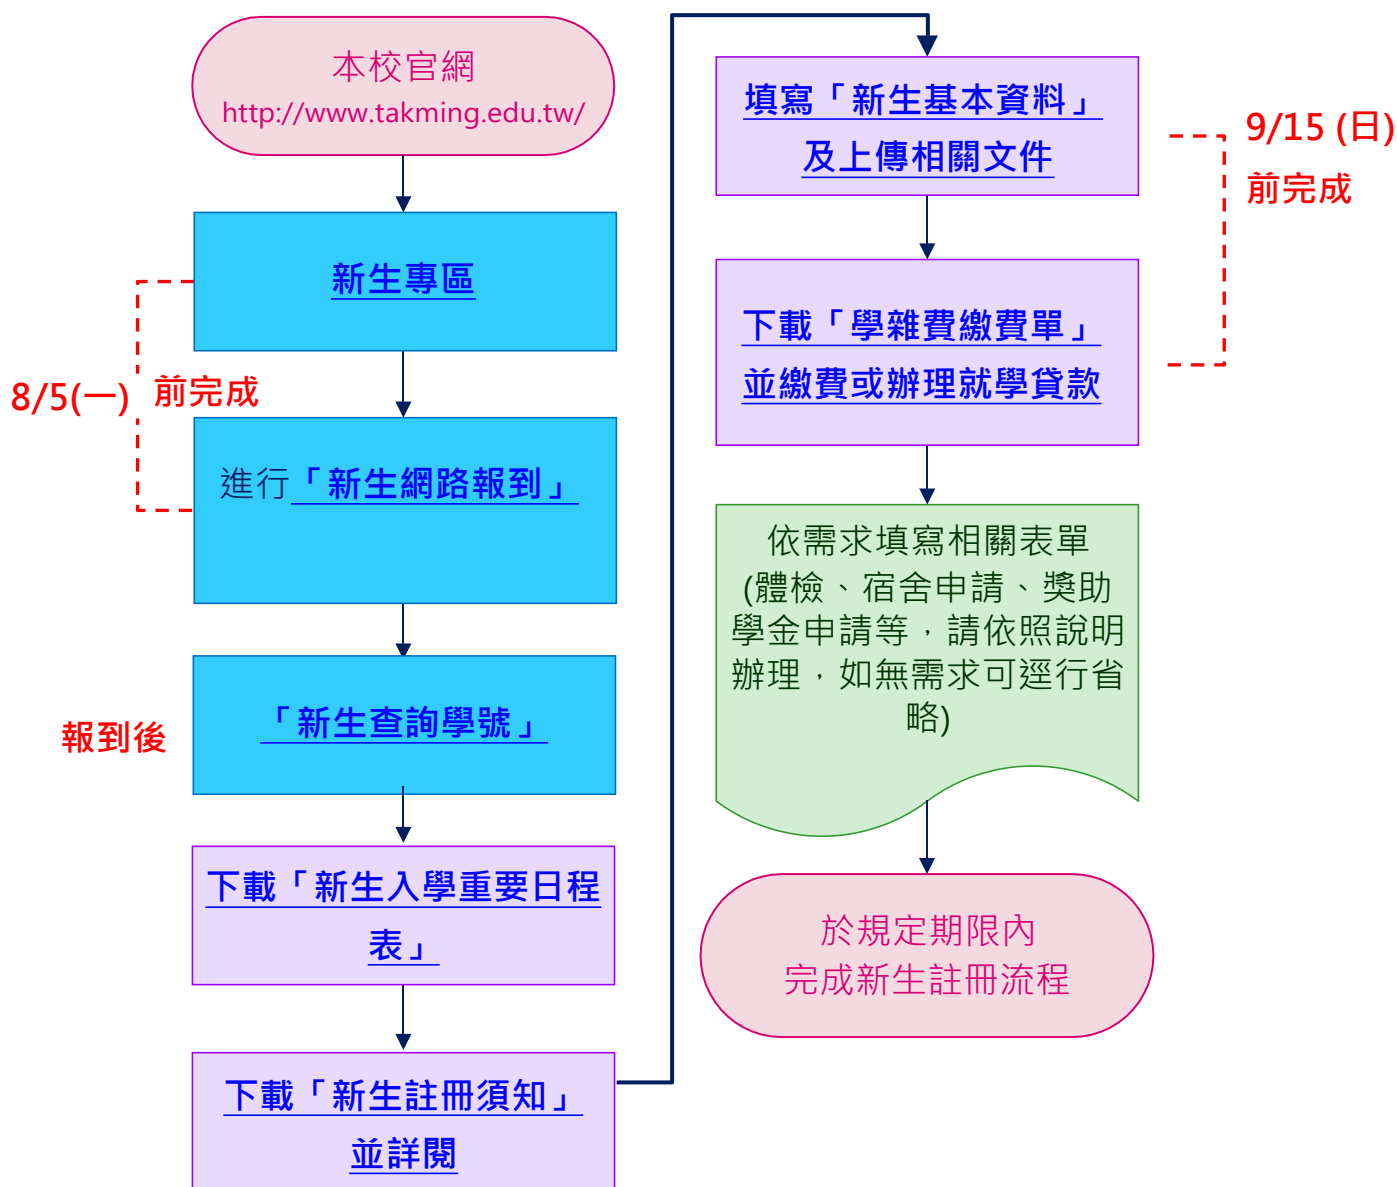 本校官網
http://www.takming.edu.tw/
新生專區
8/5(一) 前完成
進行「新生網路報到」
「新生查詢學號」
報到後
下載「新生入學重要日程
表」
下載「新生註冊須知」
並詳閱
填寫「新生基本資料」
及上傳相關文件
9/15 (日)
前完成
下載「學雜費繳費單」
並繳費或辦理就學貸款
依需求填寫相關表單
(體檢、宿舍申請、獎助
學金申請等，請依照說明
辦理，如無需求可逕行省
略)
於規定期限內
完成新生註冊流程